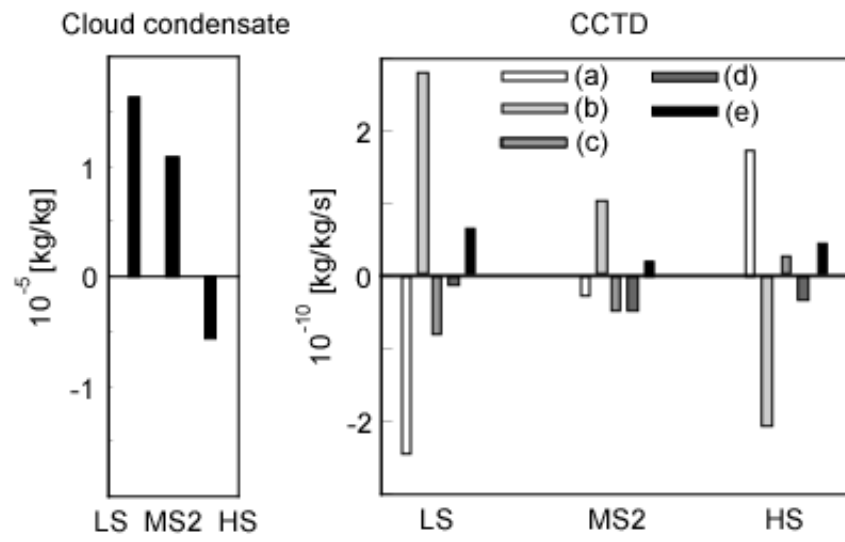 Cloud condensate
10⁻⁵ [kg/kg]
1
0
-1
LS MS2 HS
CCTD
10⁻¹⁰ [kg/kg/s]
2
0
-2
(a)
(b)
(c)
(d)
(e)
LS MS2 HS